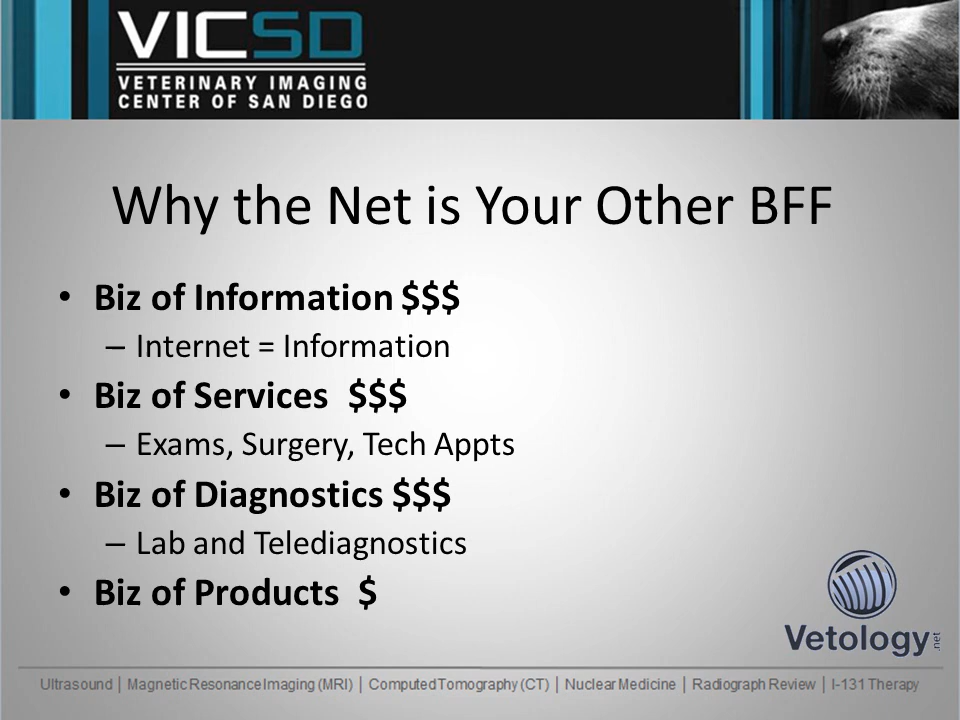 VICSD
VETERINARY IMAGING
CENTER OF SAN DIEGO
Why the Net is Your Other BFF
• Biz of Information $$$
– Internet = Information
• Biz of Services $$$
– Exams, Surgery, Tech Appts
• Biz of Diagnostics $$$
– Lab and Telediagnostics
• Biz of Products $
Vetology.net
Ultrasound | Magnetic Resonance Imaging (MRI) | Computed Tomography (CT) | Nuclear Medicine | Radiograph Review | I-131 Therapy